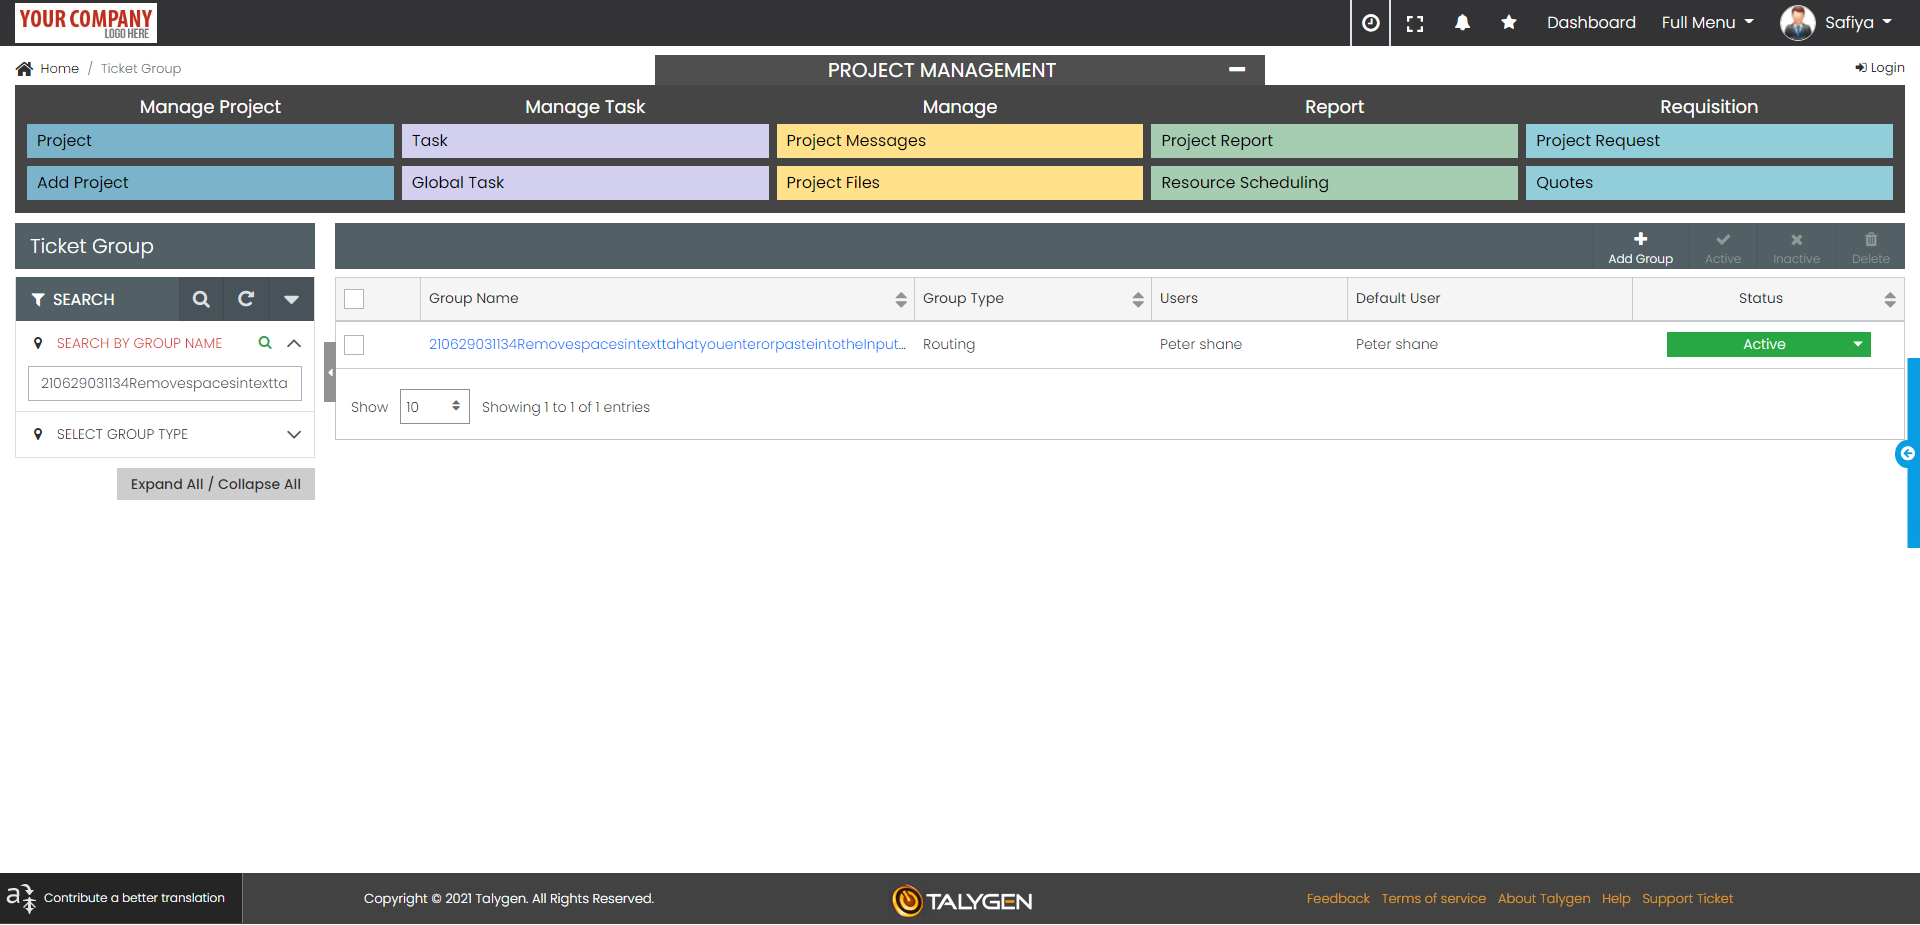 YOUR COMPANY
LOGO HERE
Dashboard
Full Menu
Safiya
Home / Ticket Group
PROJECT MANAGEMENT
Login
Manage Project
Manage Task
Manage
Report
Requisition
Project
Task
Project Messages
Project Report
Project Request
Add Project
Global Task
Project Files
Resource Scheduling
Quotes
Ticket Group
Add Group
Active
Inactive
Delete
SEARCH
Group Name
Group Type
Users
Default User
Status
SEARCH BY GROUP NAME
210629031134RemovespacesintexttahatyouenterorpasteintotheInput...
Routing
Peter shane
Peter shane
Active
210629031134Removespacesintextta
Show
10
Showing 1 to 1 of 1 entries
SELECT GROUP TYPE
Expand All / Collapse All
Contribute a better translation
Copyright © 2021 Talygen. All Rights Reserved.
TALYGEN
Feedback
Terms of service
About Talygen
Help
Support Ticket